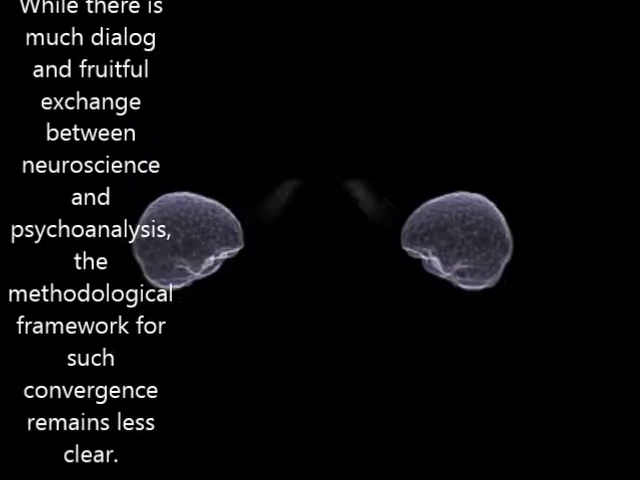 While there is
much dialog
and fruitful
exchange
between
neuroscience
and
psychoanalysis,
the
methodological
framework for
such
convergence
remains less
clear.